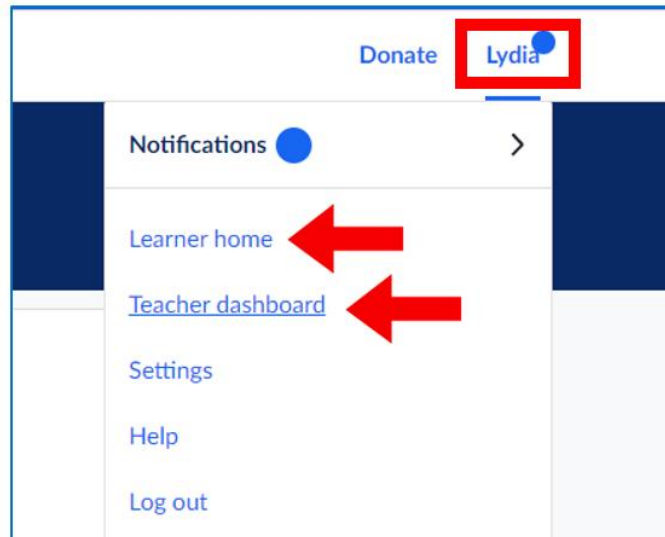 Donate Lydia
Notifications
Learner home
Teacher dashboard
Settings
Help
Log out